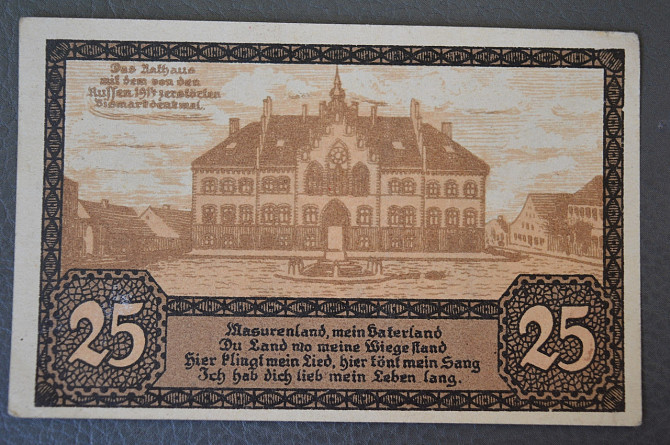 Das Rathaus
mit dem von den
Russen 1914 zerstörten
Bismarckdenkmal.
25
25
Masurenland, mein Vaterland
Du Land wo meine Wiege stand
Hier klingt mein Lied, hier tönt mein Sang
Ich hab dich lieb mein Leben lang.